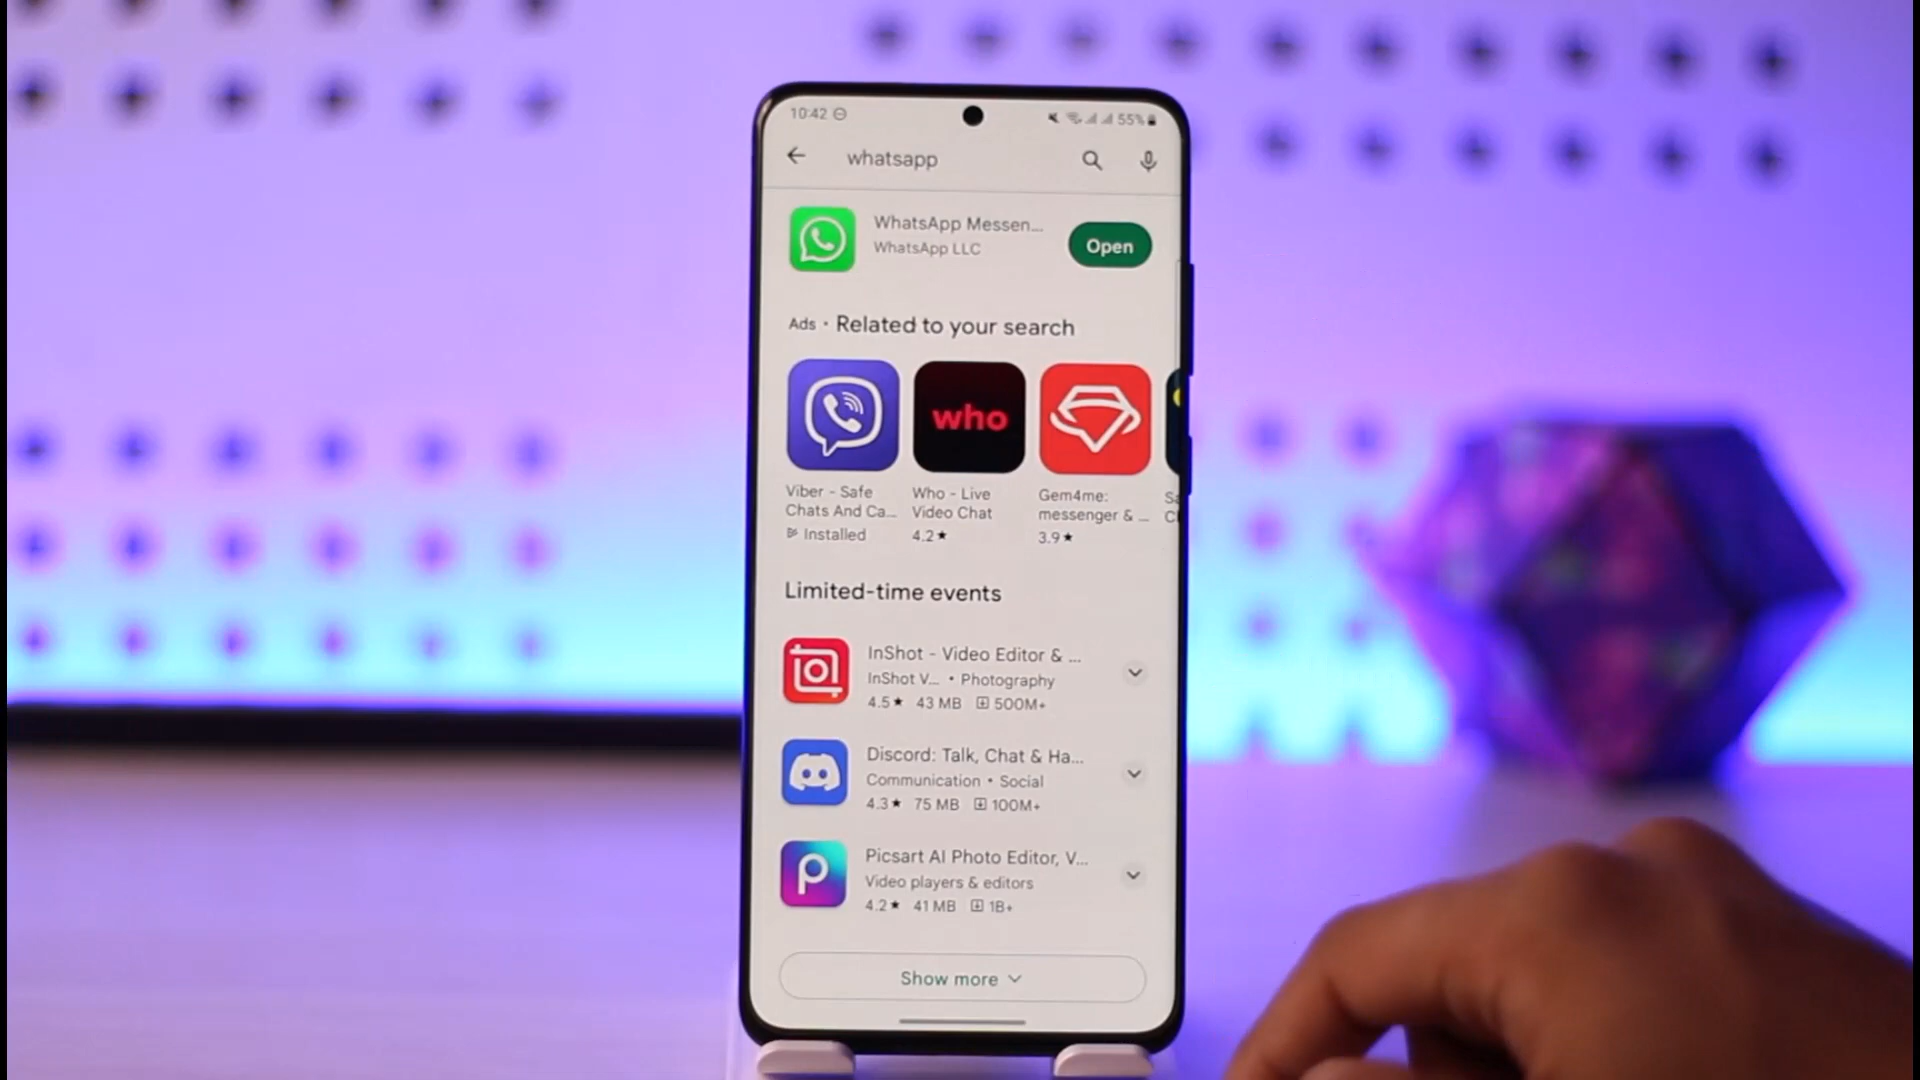 10:42
55%
whatsapp
WhatsApp Messen...
WhatsApp LLC
Open
Ads • Related to your search
who
Viber - Safe
Chats And Ca...
Installed
Who - Live
Video Chat
4.2★
Gem4me:
messenger & ...
3.9★
Limited-time events
InShot - Video Editor & ...
InShot V... • Photography
4.5★ 43 MB 500M+
Discord: Talk, Chat & Ha...
Communication • Social
4.3★ 75 MB 100M+
Picsart AI Photo Editor, V...
Video players & editors
4.2★ 41 MB 1B+
Show more